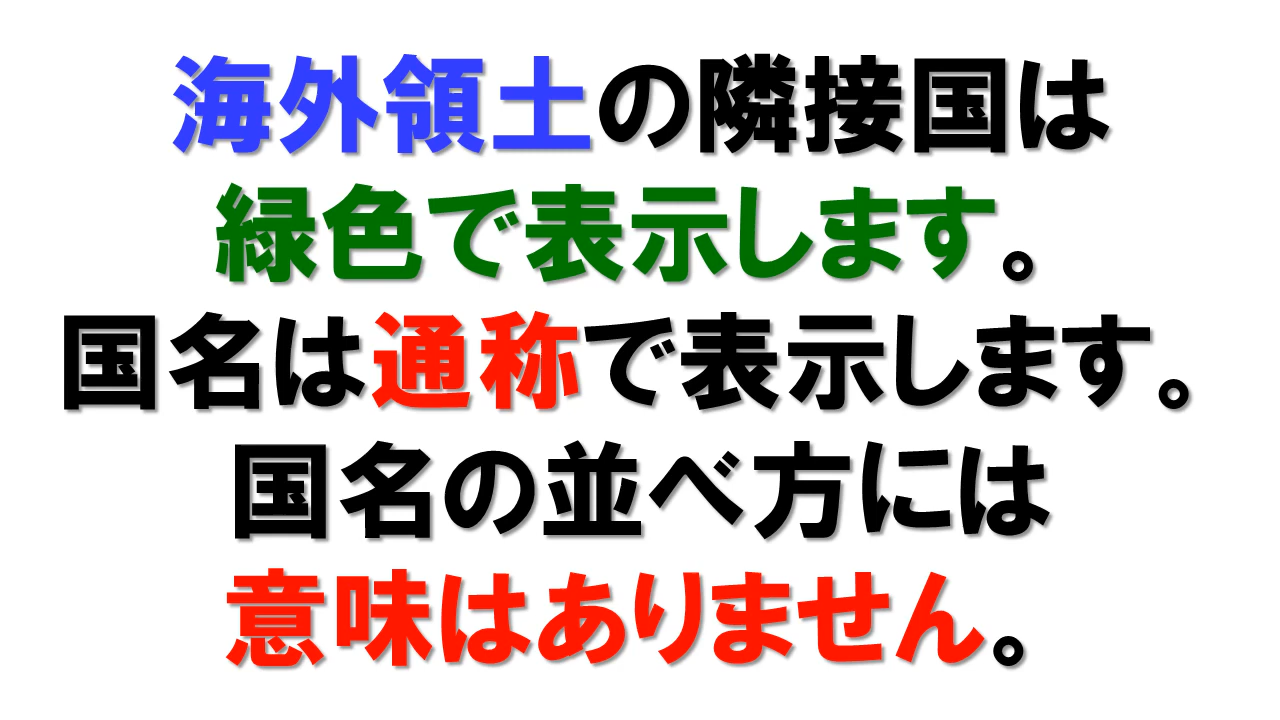 海外領土の隣接国は
緑色で表示します。
国名は通称で表示します。
国名の並べ方には
意味はありません。